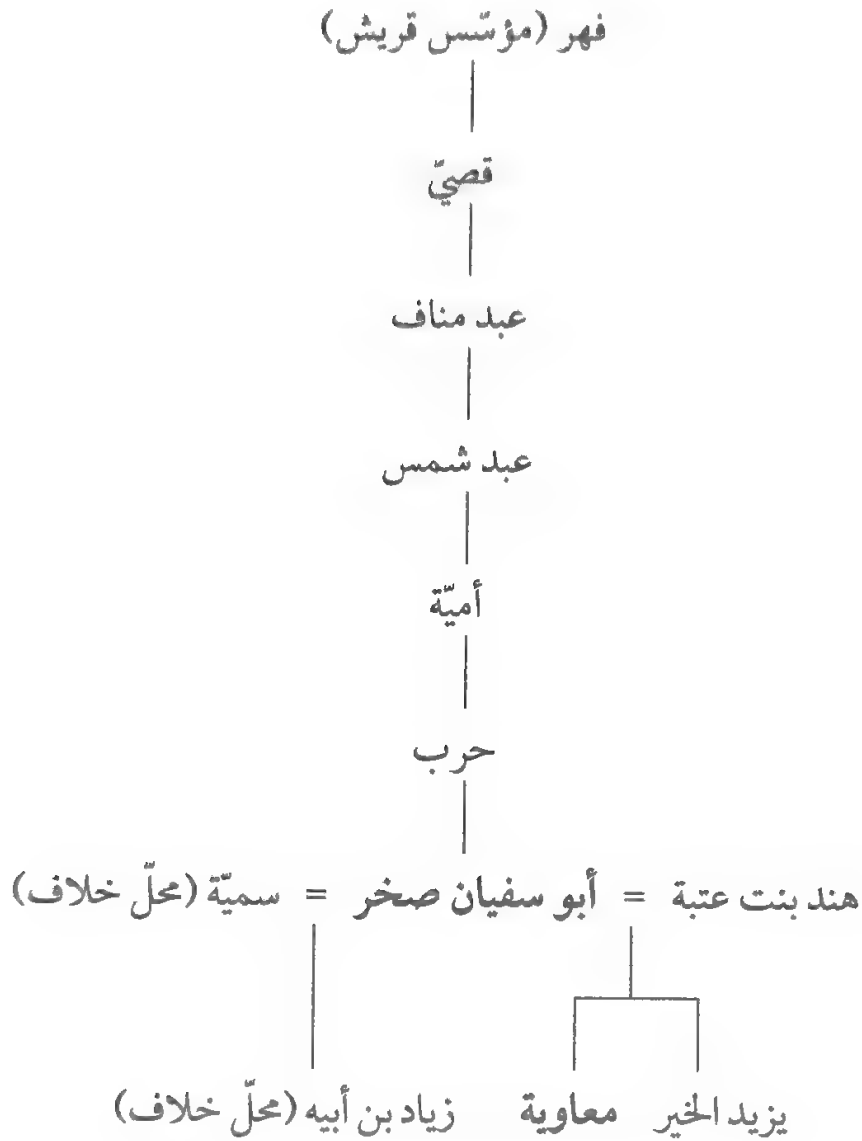 فهر (مؤسّس قريش)
قصيّ
عبد مناف
عبد شمس
أميّة
حرب
هند بنت عتبة = أبو سفيان صخر = سميّة (محلّ خلاف)
يزيد الخير معاوية زياد بن أبيه (محلّ خلاف)